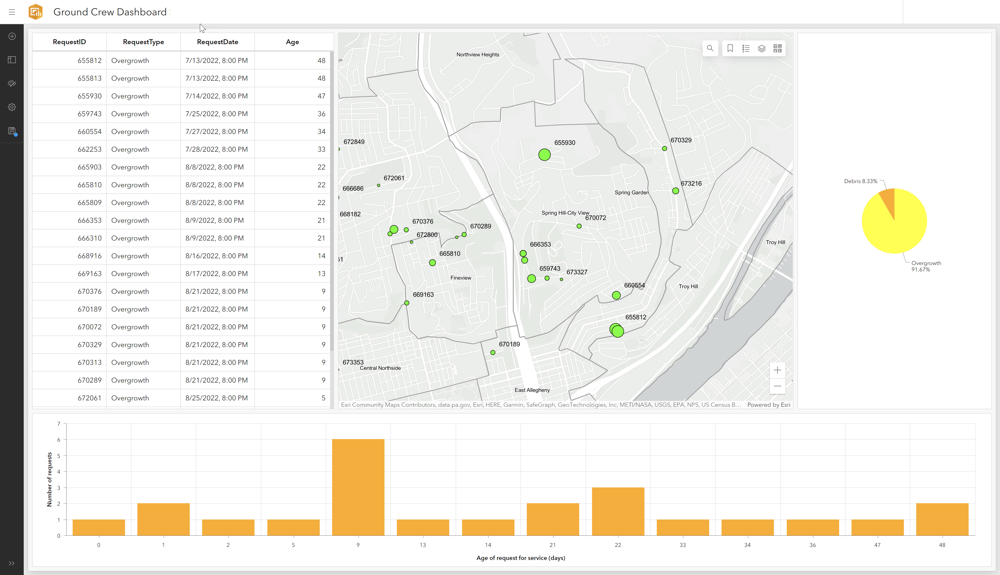 Ground Crew Dashboard
RequestID RequestType RequestDate Age
655812 Overgrowth 7/13/2022, 8:00 PM 48
655813 Overgrowth 7/13/2022, 8:00 PM 48
655930 Overgrowth 7/14/2022, 8:00 PM 47
659743 Overgrowth 7/25/2022, 8:00 PM 36
660554 Overgrowth 7/27/2022, 8:00 PM 34
662253 Overgrowth 7/28/2022, 8:00 PM 33
665903 Overgrowth 8/8/2022, 8:00 PM 22
665810 Overgrowth 8/8/2022, 8:00 PM 22
665809 Overgrowth 8/8/2022, 8:00 PM 22
666353 Overgrowth 8/9/2022, 8:00 PM 21
666310 Overgrowth 8/9/2022, 8:00 PM 21
668916 Overgrowth 8/16/2022, 8:00 PM 14
669163 Overgrowth 8/17/2022, 8:00 PM 13
670376 Overgrowth 8/21/2022, 8:00 PM 9
670189 Overgrowth 8/21/2022, 8:00 PM 9
670072 Overgrowth 8/21/2022, 8:00 PM 9
670329 Overgrowth 8/21/2022, 8:00 PM 9
670313 Overgrowth 8/21/2022, 8:00 PM 9
670289 Overgrowth 8/21/2022, 8:00 PM 9
672061 Overgrowth 8/25/2022, 8:00 PM 5
Northview Heights
672849
655930
670329
672061
666686
673216
Spring Garden
668182
Spring Hill-City View
670072
670376
670289
672800
666353
Troy Hill
665810
51
659743
673327
Fineview
660554
Troy Hill
669163
655812
670189
673353
Central Northside
East Allegheny
Esri Community Maps Contributors, data.pa.gov, Esri, HERE, Garmin, SafeGraph, GeoTechnologies, Inc, METI/NASA, USGS, EPA, NPS, US Census B... Powered by Esri
Debris 8.33%
Overgrowth
91.67%
Number of requests
7
6
5
4
3
2
1
0
0 1 2 5 9 13 14 21 22 33 34 36 47 48
Age of request for service (days)